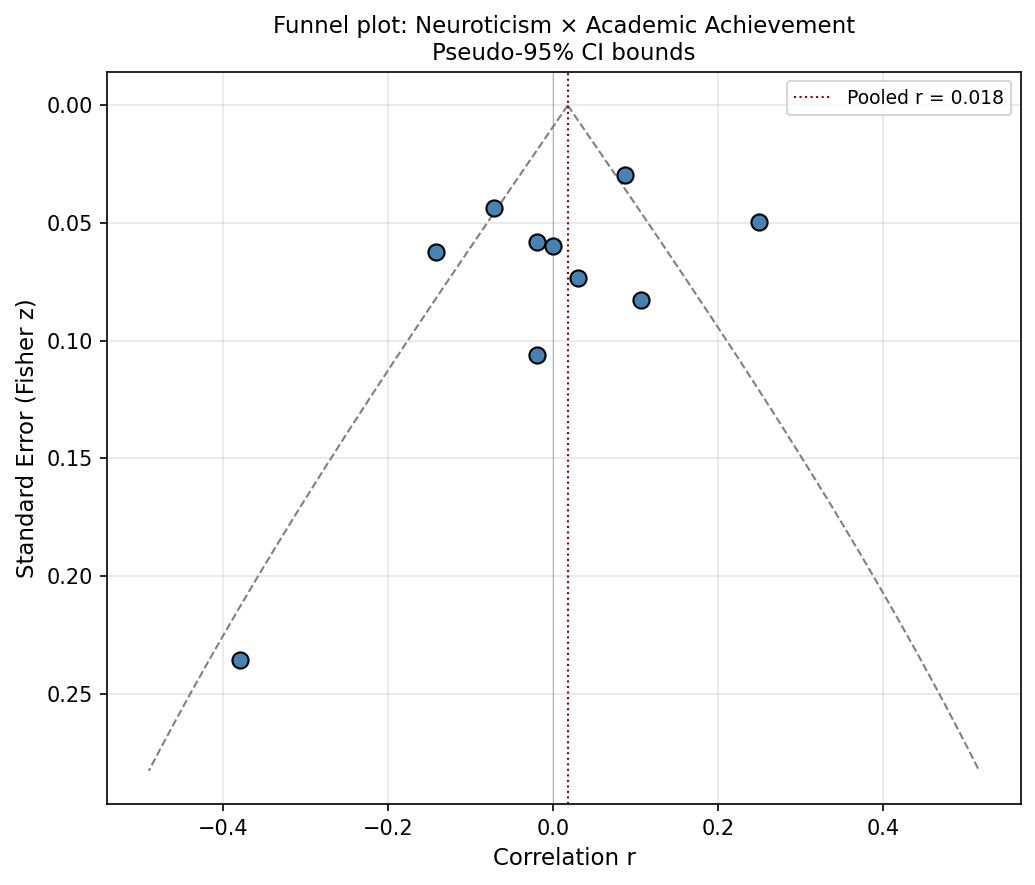 Funnel plot: Neuroticism × Academic Achievement
Pseudo-95% CI bounds
Pooled r = 0.018
Standard Error (Fisher z)
0.00
0.05
0.10
0.15
0.20
0.25
−0.4
−0.2
0.0
0.2
0.4
Correlation r